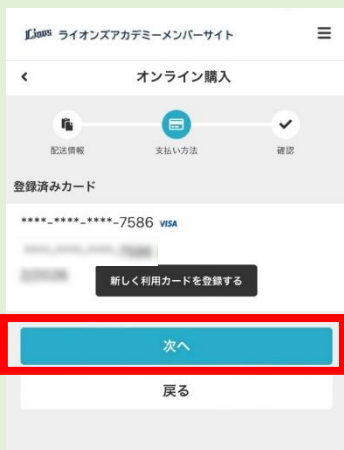 Lions ライオンズアカデミーメンバーサイト
オンライン購入
配送情報
支払い方法
確認
登録済みカード
****-****-****-7586 VISA
新しく利用カードを登録する
次へ
戻る